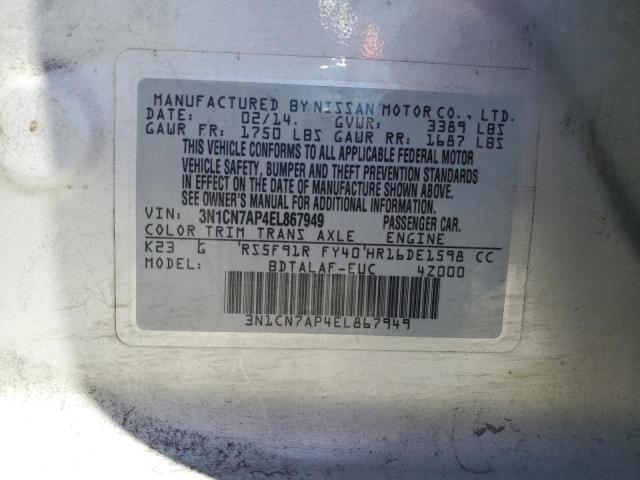 MANUFACTURED BY NISSAN MOTOR CO., LTD.
DATE: 02/14. GVWR: 3389 LBS
GAWR FR: 1750 LBS GAWR RR: 1687 LBS
THIS VEHICLE CONFORMS TO ALL APPLICABLE FEDERAL MOTOR
VEHICLE SAFETY, BUMPER AND THEFT PREVENTION STANDARDS
IN EFFECT ON THE DATE OF MANUFACTURE SHOWN ABOVE.
SEE OWNER'S MANUAL FOR ADDITIONAL INFORMATION.
VIN: 3N1CN7AP4EL867949 PASSENGER CAR.
COLOR TRIM TRANS AXLE ENGINE
K23 G 'RS5F91R FY40'HR16DE1598 CC
MODEL: BDTALAF-EUC 4Z000
3N1CN7AP4EL867949